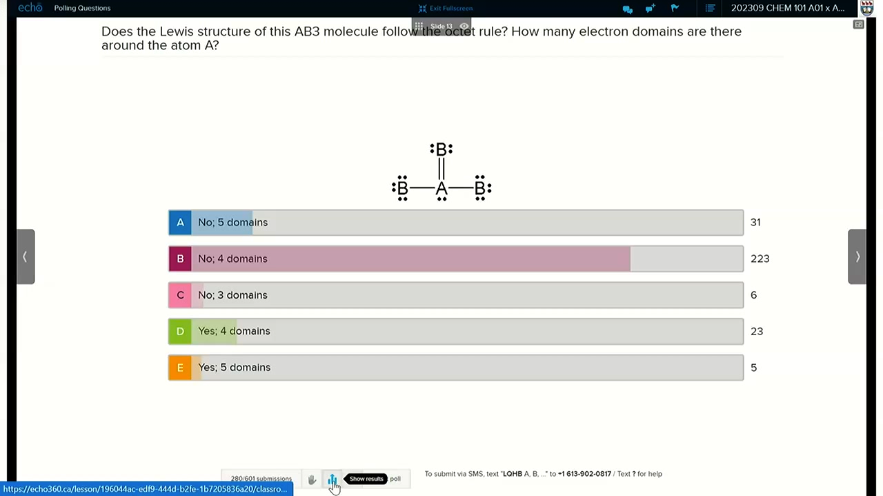 echo Polling Questions Exit Fullscreen 202309 CHEM 101 A01 x A...
Slide 13
Does the Lewis structure of this AB3 molecule follow the octet rule? How many electron domains are there
around the atom A?
B
B A B
A No; 5 domains 31
B No; 4 domains 223
C No; 3 domains 6
D Yes; 4 domains 23
E Yes; 5 domains 5
280/601 submissions Show results poll To submit via SMS, text "LQHB A, B, ..." to +1 613-902-0817 / Text ? for help
https://echo360.ca/lesson/196044ac-edf9-444d-b2fe-1b7205836a20/classro...